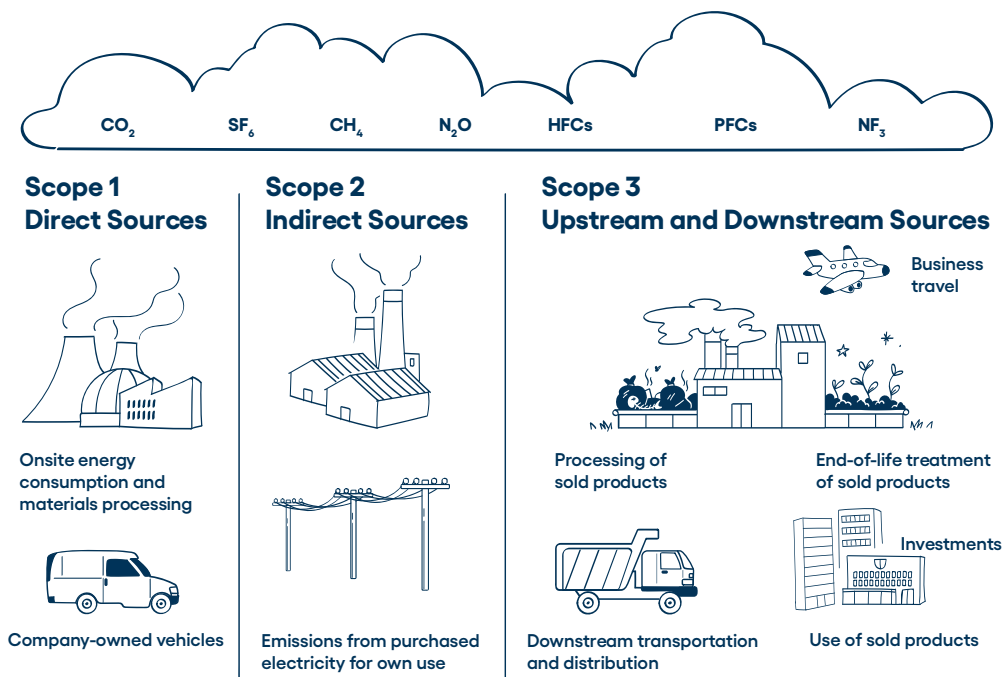 CO₂ SF₆ CH₄ N₂O HFCs PFCs NF₃
Scope 1
Direct Sources
Onsite energy
consumption and
materials processing
Company-owned vehicles
Scope 2
Indirect Sources
Emissions from purchased
electricity for own use
Scope 3
Upstream and Downstream Sources
Business
travel
Processing of
sold products
End-of-life treatment
of sold products
Investments
Downstream transportation
and distribution
Use of sold products